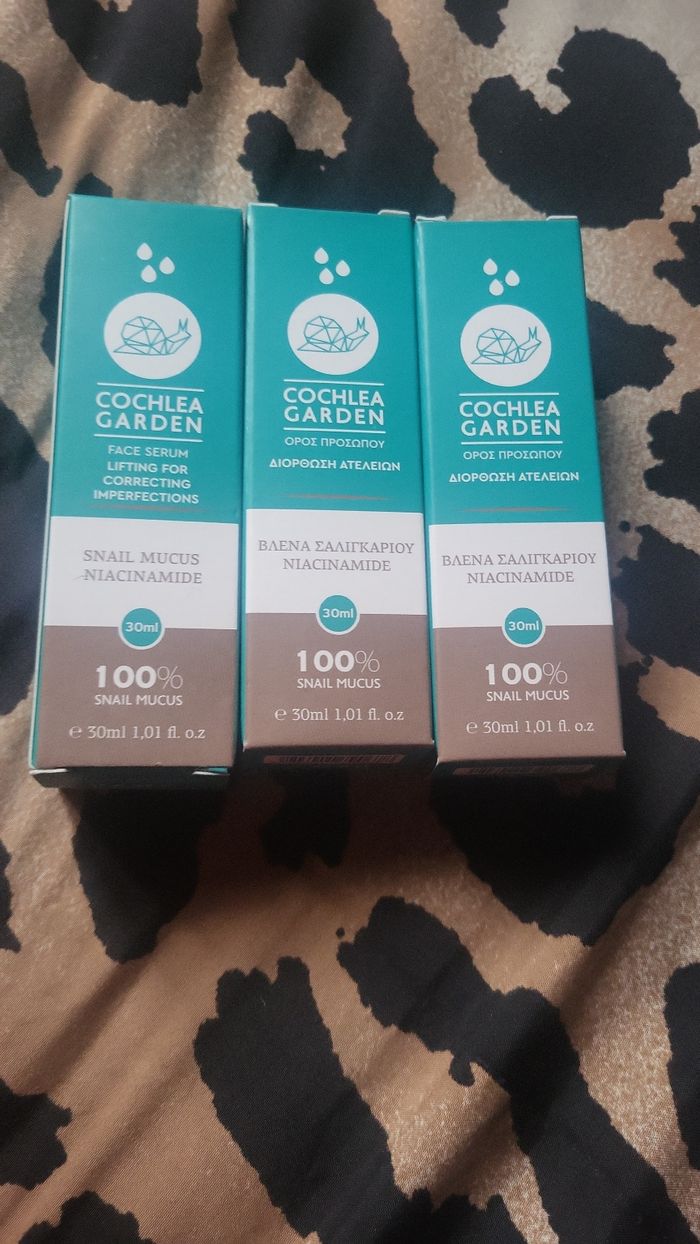 COCHLEA
GARDEN
FACE SERUM
LIFTING FOR
CORRECTING
IMPERFECTIONS
SNAIL MUCUS
NIACINAMIDE
30ml
100%
SNAIL MUCUS
℮ 30ml 1,01 fl. o.z
COCHLEA
GARDEN
ΟΡΟΣ ΠΡΟΣΩΠΟΥ
ΔΙΟΡΘΩΣΗ ΑΤΕΛΕΙΩΝ
ΒΛΕΝΑ ΣΑΛΙΓΚΑΡΙΟΥ
NIACINAMIDE
30ml
100%
SNAIL MUCUS
℮ 30ml 1,01 fl. o.z
COCHLEA
GARDEN
ΟΡΟΣ ΠΡΟΣΩΠΟΥ
ΔΙΟΡΘΩΣΗ ΑΤΕΛΕΙΩΝ
ΒΛΕΝΑ ΣΑΛΙΓΚΑΡΙΟΥ
NIACINAMIDE
30ml
100%
SNAIL MUCUS
℮ 30ml 1,01 fl. o.z